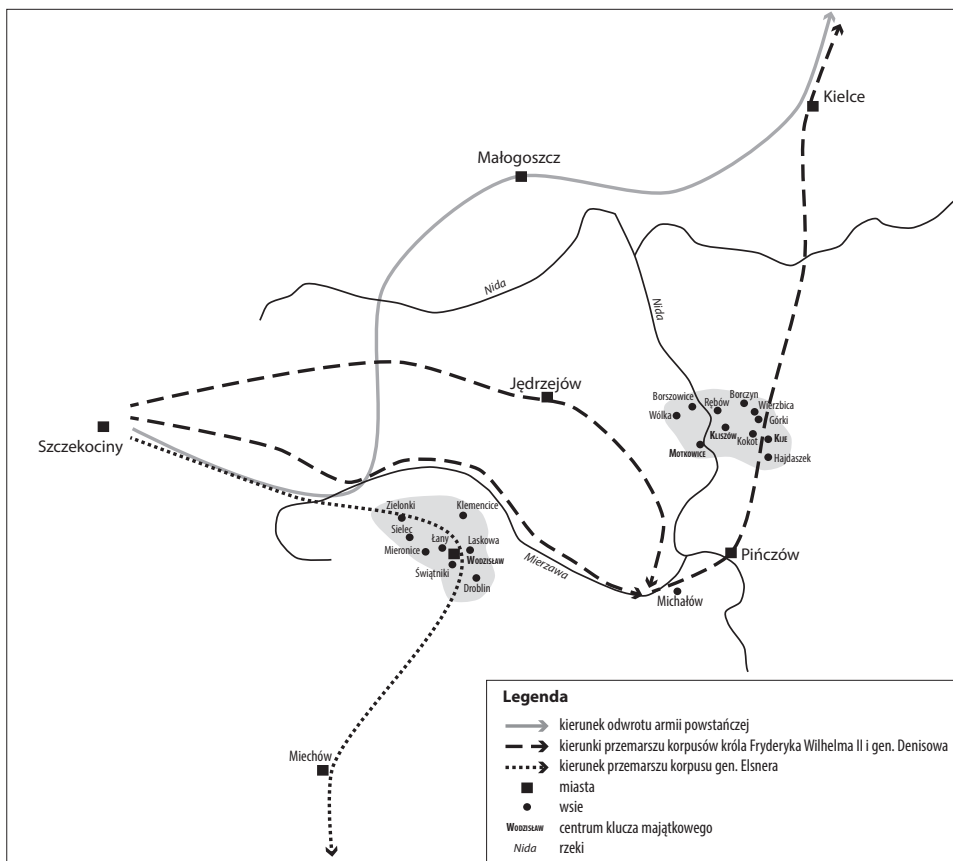 Kielce
Małogoszcz
Nida
Nida
Jędrzejów
Szczekociny
Borszowice
Rębów
Borczyn
Wierzbica
Wólka
Górki
Kliszów
Kokot
Kije
Motkowice
Hajdaszek
Zielonki
Klemencice
Sielec
Łany
Laskowa
Mieronice
Wodzisław
Świątniki
Droblin
Mierzawa
Pińczów
Michałów
Miechów
Legenda
kierunek odwrotu armii powstańczej
kierunki przemarszu korpusów króla Fryderyka Wilhelma II i gen. Denisowa
kierunek przemarszu korpusu gen. Elsnera
miasta
wsie
Wodzisław centrum klucza majątkowego
Nida rzeki